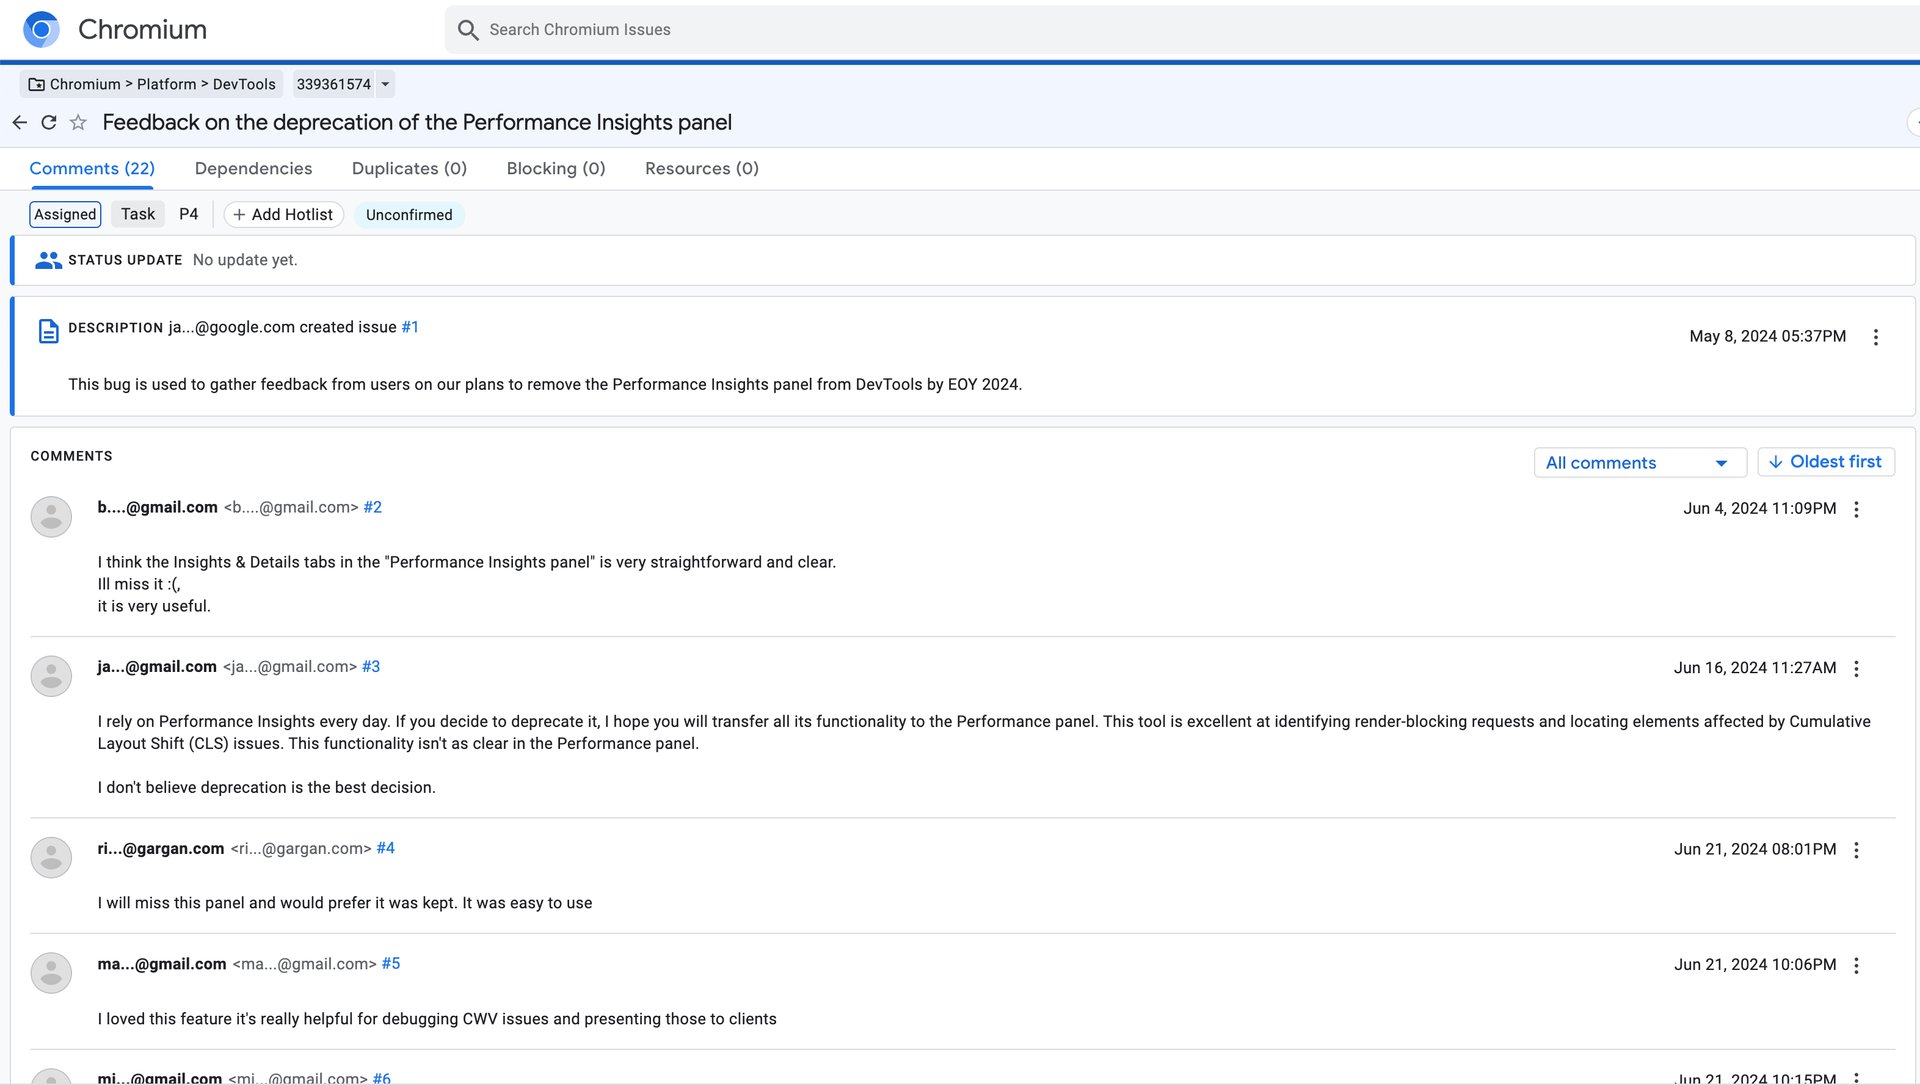 Chromium
Search Chromium Issues
Chromium > Platform > DevTools 339361574
Feedback on the deprecation of the Performance Insights panel
Comments (22) Dependencies Duplicates (0) Blocking (0) Resources (0)
Assigned Task P4 + Add Hotlist Unconfirmed
STATUS UPDATE No update yet.
DESCRIPTION ja...@google.com created issue #1
May 8, 2024 05:37PM
This bug is used to gather feedback from users on our plans to remove the Performance Insights panel from DevTools by EOY 2024.
COMMENTS
All comments Oldest first
b....@gmail.com <b....@gmail.com> #2
Jun 4, 2024 11:09PM
I think the Insights & Details tabs in the "Performance Insights panel" is very straightforward and clear.
Ill miss it :(,
it is very useful.
ja...@gmail.com <ja...@gmail.com> #3
Jun 16, 2024 11:27AM
I rely on Performance Insights every day. If you decide to deprecate it, I hope you will transfer all its functionality to the Performance panel. This tool is excellent at identifying render-blocking requests and locating elements affected by Cumulative
Layout Shift (CLS) issues. This functionality isn't as clear in the Performance panel.
I don't believe deprecation is the best decision.
ri...@gargan.com <ri...@gargan.com> #4
Jun 21, 2024 08:01PM
I will miss this panel and would prefer it was kept. It was easy to use
ma...@gmail.com <ma...@gmail.com> #5
Jun 21, 2024 10:06PM
I loved this feature it's really helpful for debugging CWV issues and presenting those to clients
mi...@gmail.com <mi...@gmail.com> #6
Jun 21, 2024 10:15PM